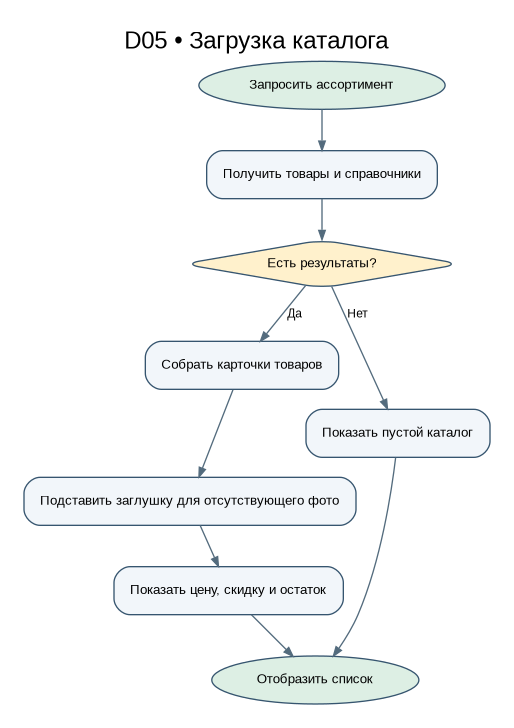 D05 • Загрузка каталога
Запросить ассортимент
Получить товары и справочники
Есть результаты?
Да
Нет
Собрать карточки товаров
Показать пустой каталог
Подставить заглушку для отсутствующего фото
Показать цену, скидку и остаток
Отобразить список